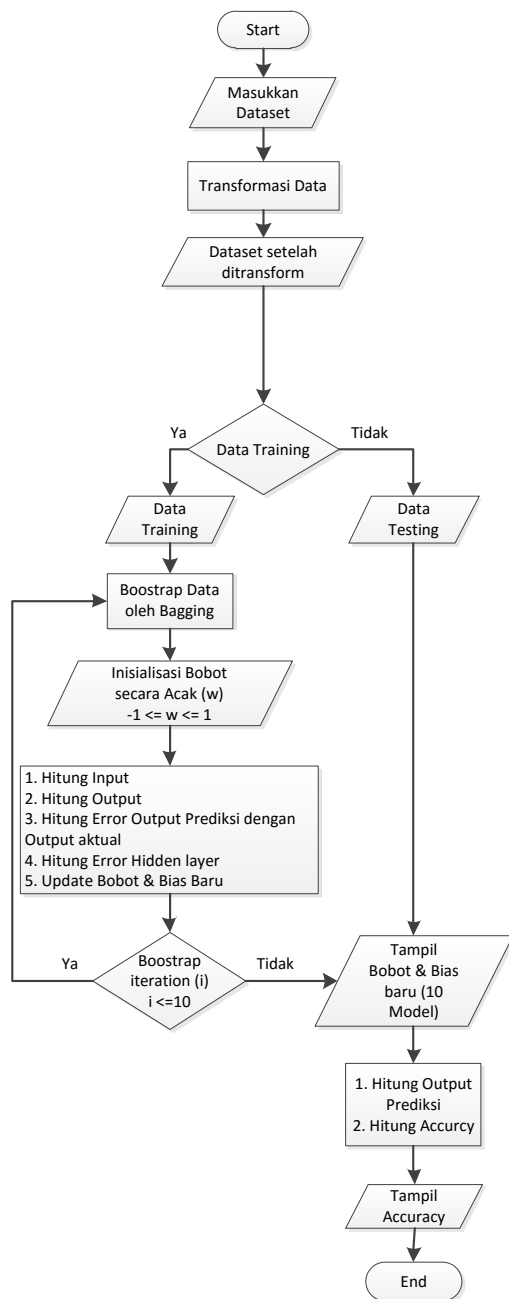 Start
Masukkan
Dataset
Transformasi Data
Dataset setelah
ditransform
Ya
Tidak
Data Training
Data
Training
Data
Testing
Boostrap Data
oleh Bagging
Inisialisasi Bobot
secara Acak (w)
-1 <= w <= 1
1. Hitung Input
2. Hitung Output
3. Hitung Error Output Prediksi dengan
Output aktual
4. Hitung Error Hidden layer
5. Update Bobot & Bias Baru
Ya
Boostrap
iteration (i)
i <=10
Tidak
Tampil
Bobot & Bias
baru (10
Model)
1. Hitung Output
Prediksi
2. Hitung Accurcy
Tampil
Accuracy
End